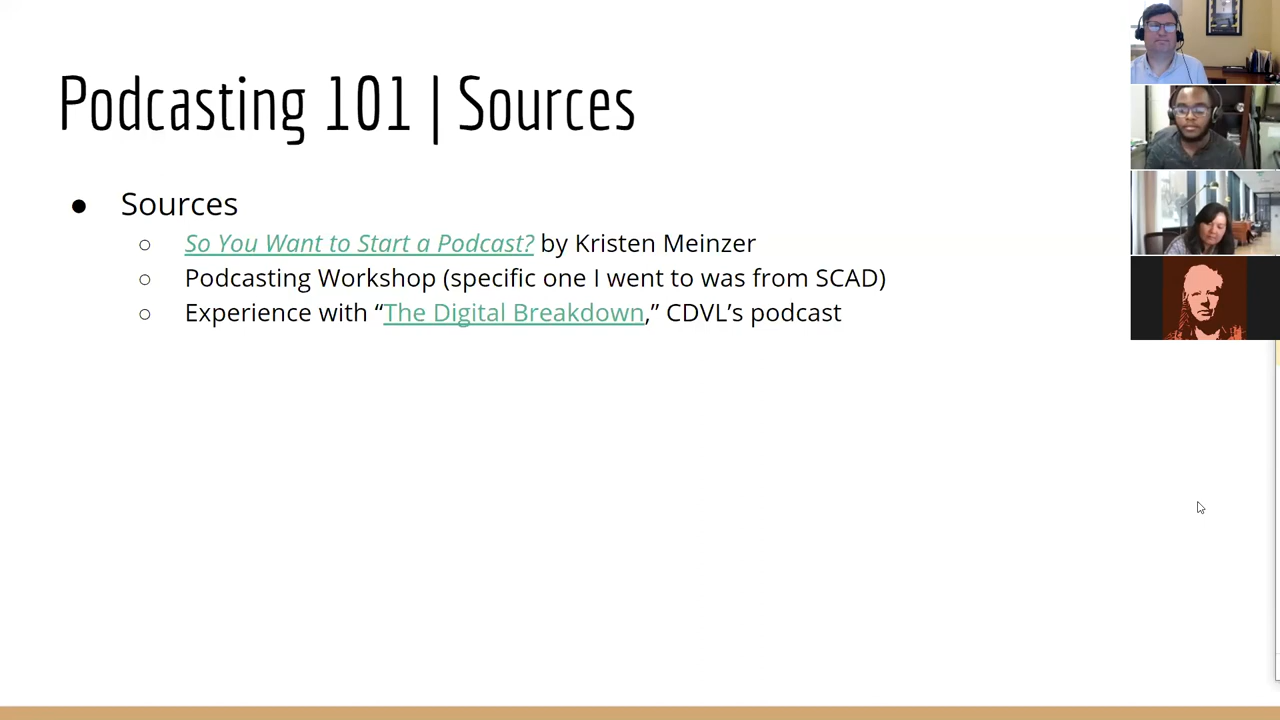 Podcasting 101 | Sources
● Sources
○ So You Want to Start a Podcast? by Kristen Meinzer
○ Podcasting Workshop (specific one I went to was from SCAD)
○ Experience with “The Digital Breakdown,” CDVL’s podcast